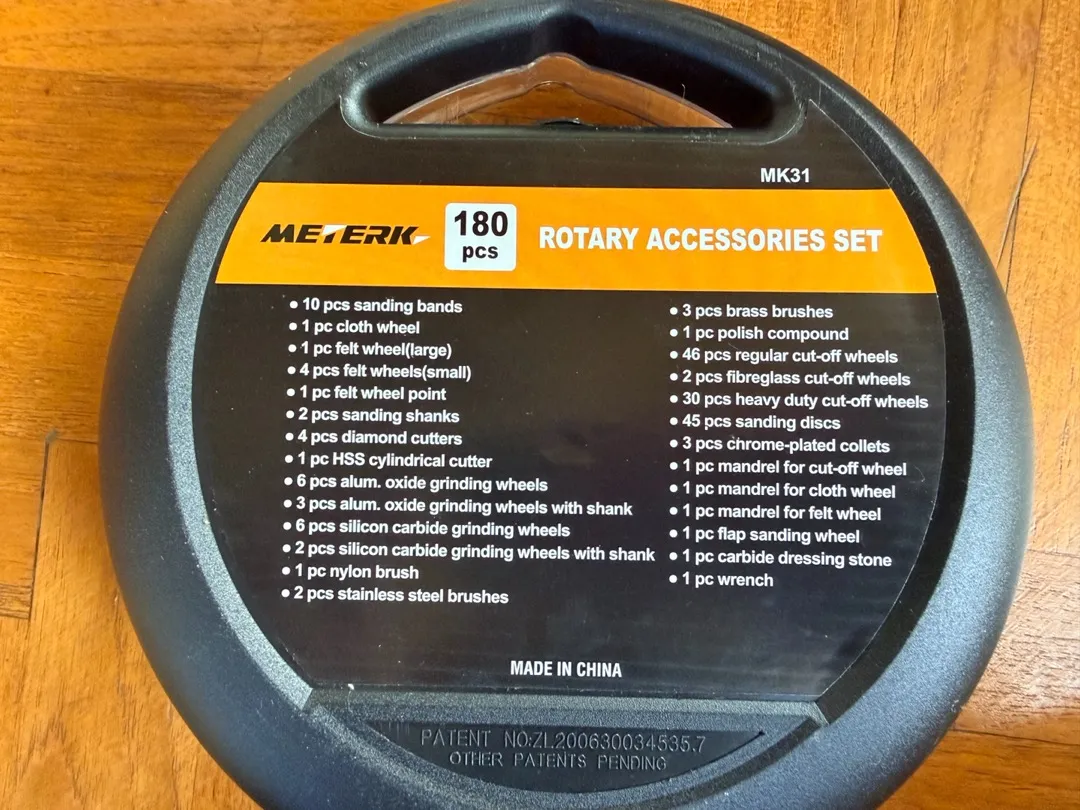 MK31
METERK
180
pcs
ROTARY ACCESSORIES SET
● 10 pcs sanding bands
● 1 pc cloth wheel
● 1 pc felt wheel(large)
● 4 pcs felt wheels(small)
● 1 pc felt wheel point
● 2 pcs sanding shanks
● 4 pcs diamond cutters
● 1 pc HSS cylindrical cutter
● 6 pcs alum. oxide grinding wheels
● 3 pcs alum. oxide grinding wheels with shank
● 6 pcs silicon carbide grinding wheels
● 2 pcs silicon carbide grinding wheels with shank
● 1 pc nylon brush
● 2 pcs stainless steel brushes
● 3 pcs brass brushes
● 1 pc polish compound
● 46 pcs regular cut-off wheels
● 2 pcs fibreglass cut-off wheels
● 30 pcs heavy duty cut-off wheels
● 45 pcs sanding discs
● 3 pcs chrome-plated collets
● 1 pc mandrel for cut-off wheel
● 1 pc mandrel for cloth wheel
● 1 pc mandrel for felt wheel
● 1 pc flap sanding wheel
● 1 pc carbide dressing stone
● 1 pc wrench
MADE IN CHINA
PATENT NO:ZL200630034535.7
OTHER PATENTS PENDING